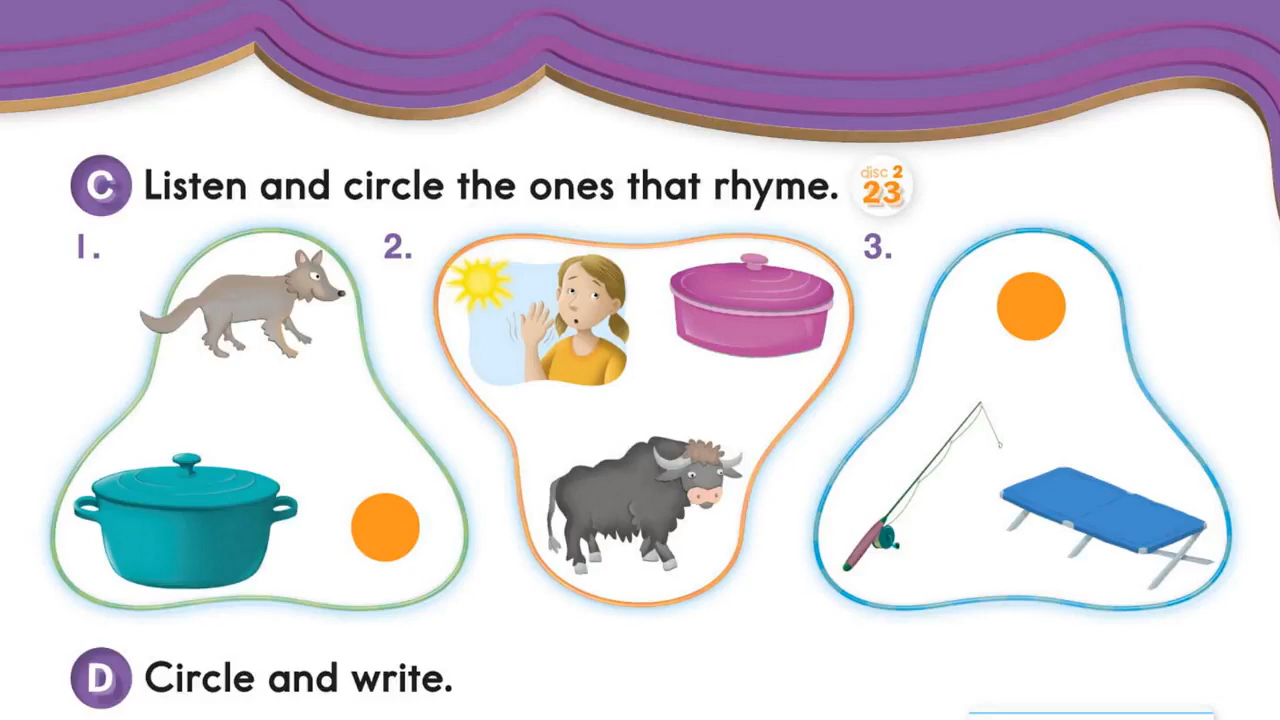 C Listen and circle the ones that rhyme. disc 2 23
1. 2. 3.
D Circle and write.